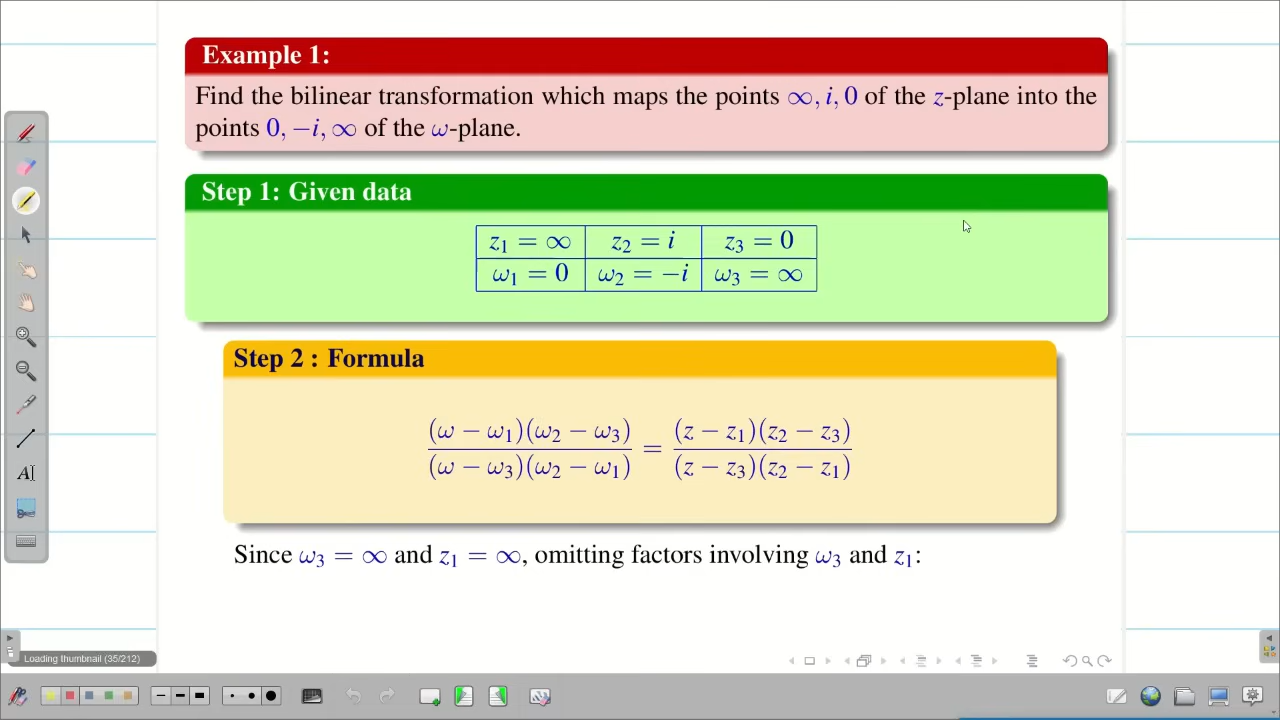 Example 1:
Find the bilinear transformation which maps the points ∞, i, 0 of the z-plane into the
points 0, −i, ∞ of the ω-plane.
Step 1: Given data
z₁ = ∞ z₂ = i z₃ = 0
ω₁ = 0 ω₂ = −i ω₃ = ∞
Step 2 : Formula
(ω − ω₁)(ω₂ − ω₃) / (ω − ω₃)(ω₂ − ω₁) = (z − z₁)(z₂ − z₃) / (z − z₃)(z₂ − z₁)
Since ω₃ = ∞ and z₁ = ∞, omitting factors involving ω₃ and z₁:
Loading thumbnail (35/212)